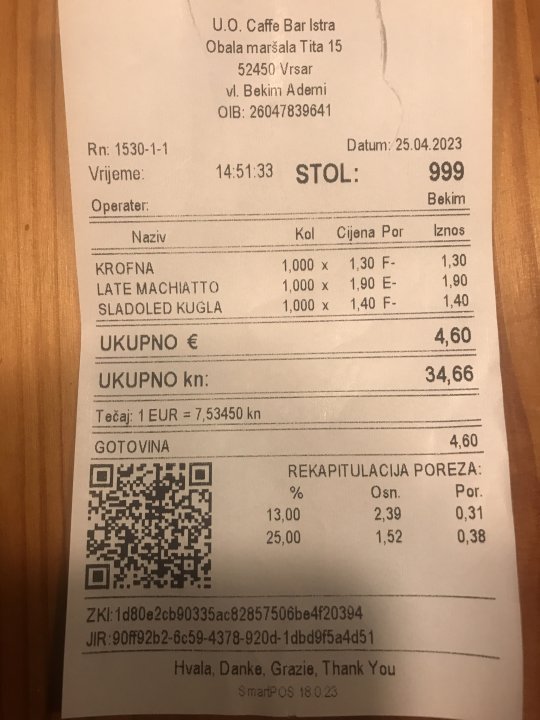 U.O. Caffe Bar Istra
Obala maršala Tita 15
52450 Vrsar
vl. Bekim Ademi
OIB: 26047839641
Rn: 1530-1-1 Datum: 25.04.2023
Vrijeme: 14:51:33 STOL: 999
Operater: Bekim
Naziv Kol Cijena Por Iznos
KROFNA 1,000 x 1,30 F- 1,30
LATE MACHIATTO 1,000 x 1,90 E- 1,90
SLADOLED KUGLA 1,000 x 1,40 F- 1,40
UKUPNO € 4,60
UKUPNO kn: 34,66
Tečaj: 1 EUR = 7,53450 kn
GOTOVINA 4,60
REKAPITULACIJA POREZA:
% Osn. Por.
13,00 2,39 0,31
25,00 1,52 0,38
ZKI:1d80e2cb90335ac82857506be4f20394
JIR:90ff92b2-6c59-4378-920d-1dbd9f5a4d51
Hvala, Danke, Grazie, Thank You
SmartPOS 18.0.23